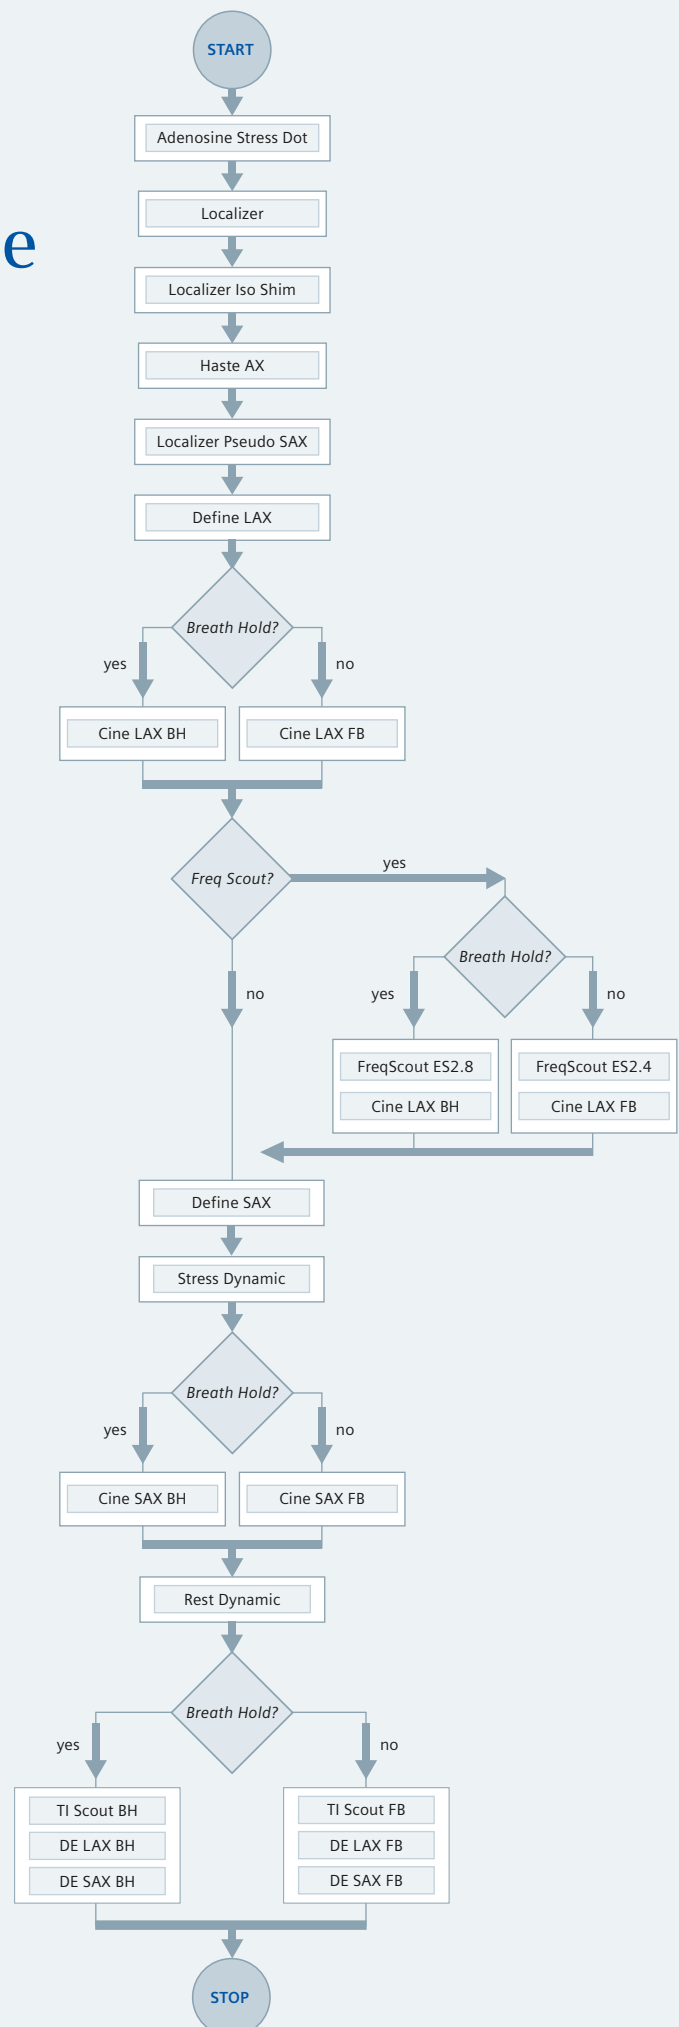 START
Adenosine Stress Dot
Localizer
e
Localizer Iso Shim
Haste AX
Localizer Pseudo SAX
Define LAX
Breath Hold?
yes
no
Cine LAX BH
Cine LAX FB
Freq Scout?
yes
no
Breath Hold?
yes
no
FreqScout ES2.8
FreqScout ES2.4
Cine LAX BH
Cine LAX FB
Define SAX
Stress Dynamic
Breath Hold?
yes
no
Cine SAX BH
Cine SAX FB
Rest Dynamic
Breath Hold?
yes
no
TI Scout BH
DE LAX BH
DE SAX BH
TI Scout FB
DE LAX FB
DE SAX FB
STOP